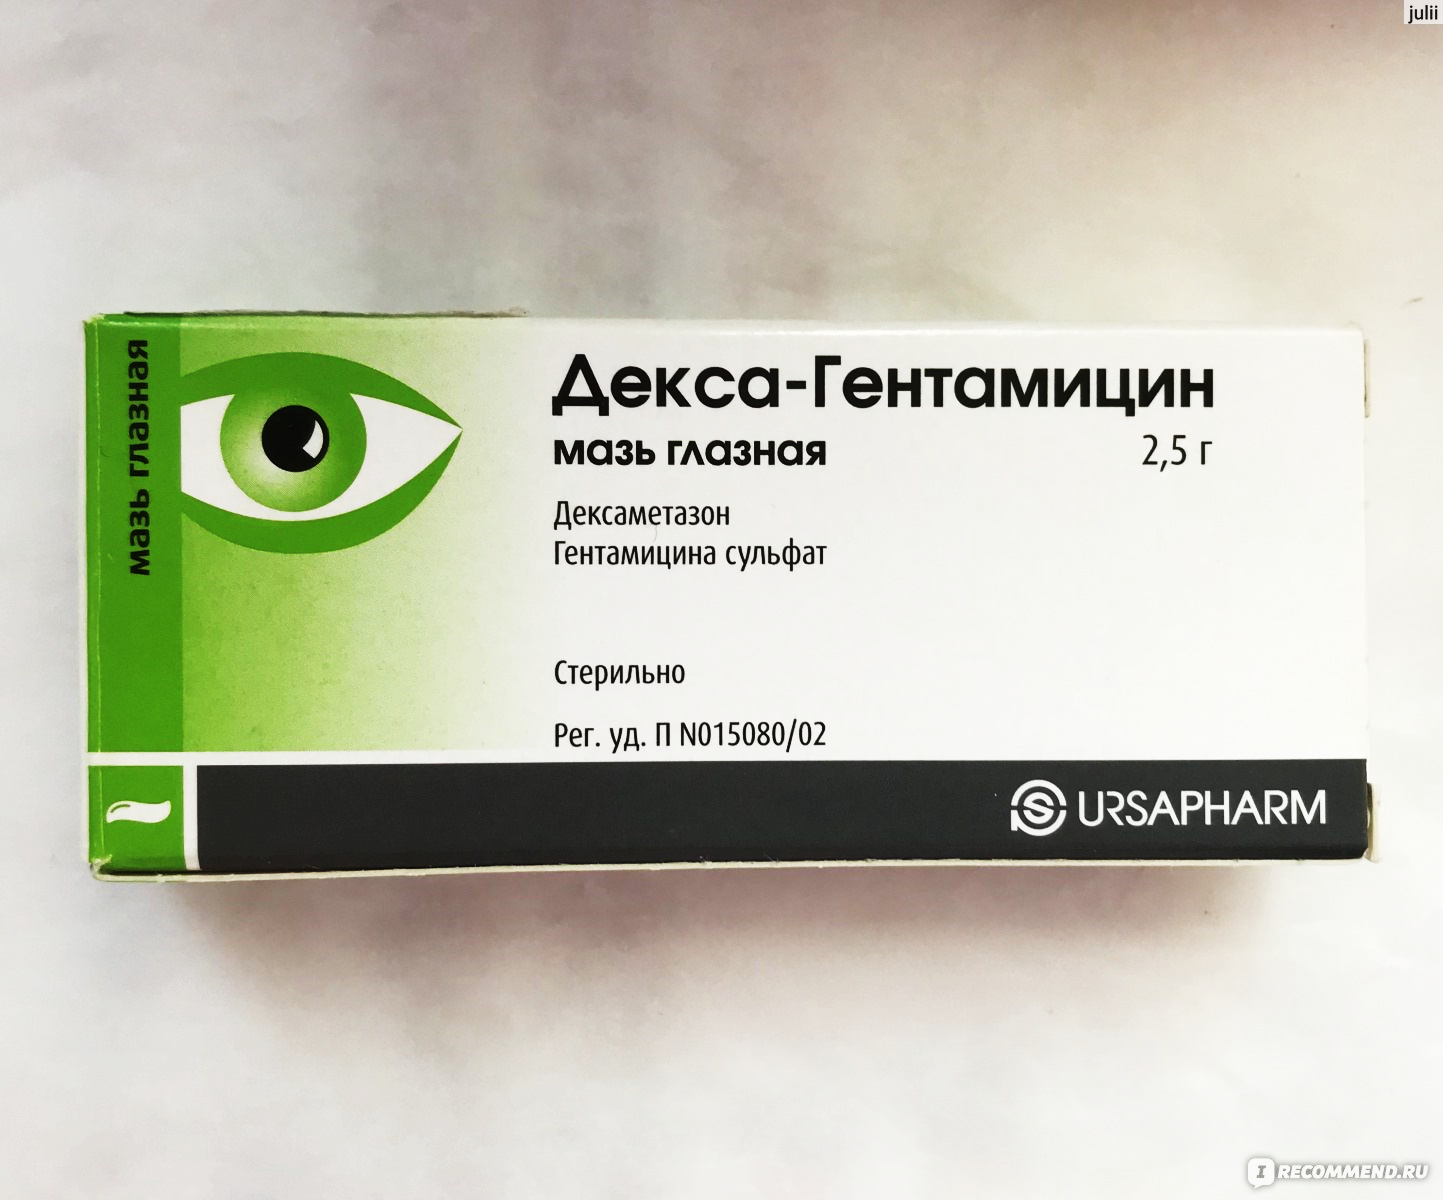 julii
мазь глазная
Декса-Гентамицин
мазь глазная 2,5 г
Дексаметазон
Гентамицина сульфат
Стерильно
Рег. уд. П N015080/02
URSAPHARM
IRECOMMEND.RU